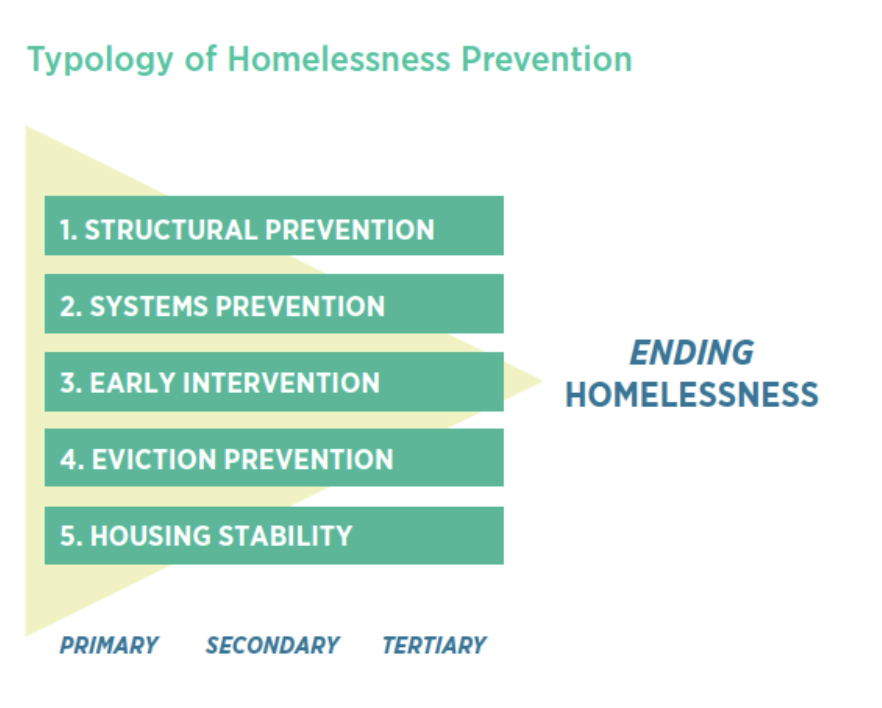 Typology of Homelessness Prevention
1. STRUCTURAL PREVENTION
2. SYSTEMS PREVENTION
3. EARLY INTERVENTION
4. EVICTION PREVENTION
5. HOUSING STABILITY
ENDING
HOMELESSNESS
PRIMARY SECONDARY TERTIARY